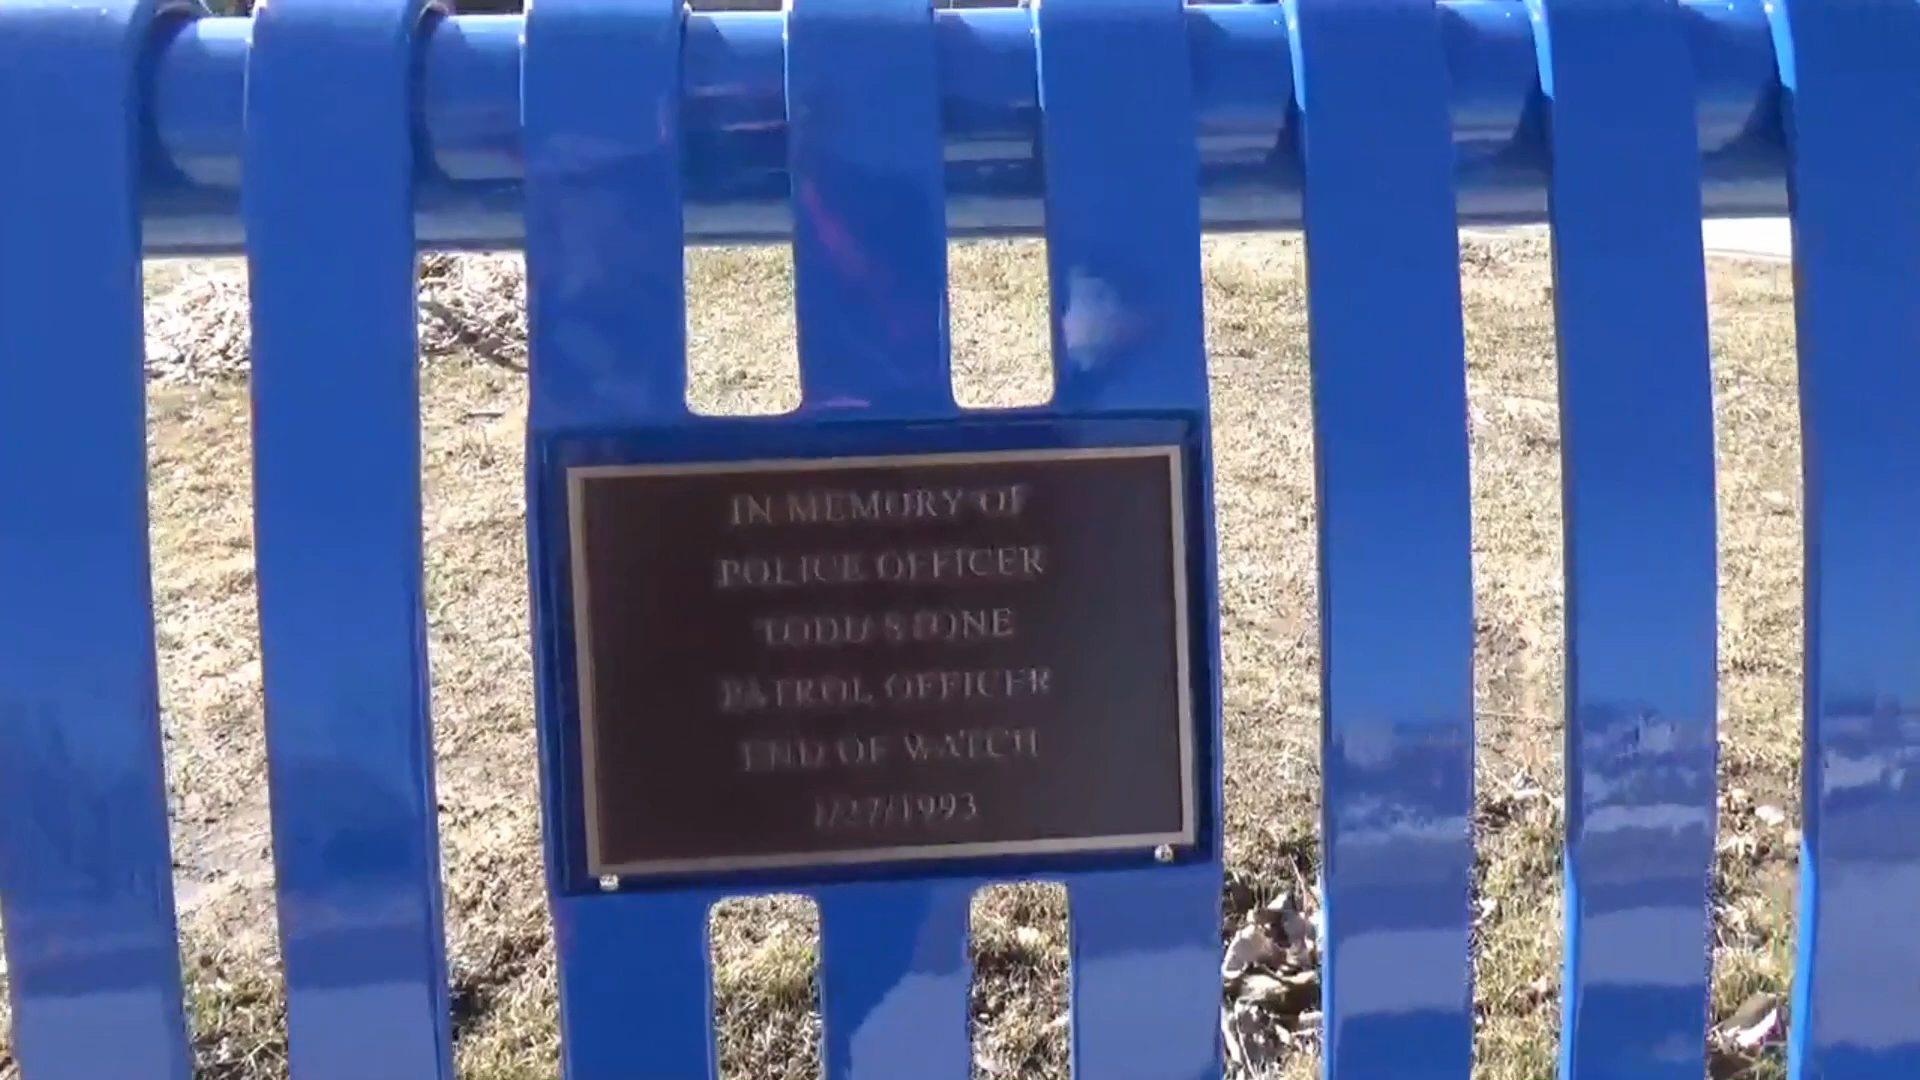 IN MEMORY OF
POLICE OFFICER
TODD STONE
PATROL OFFICER
END OF WATCH
1/27/1993